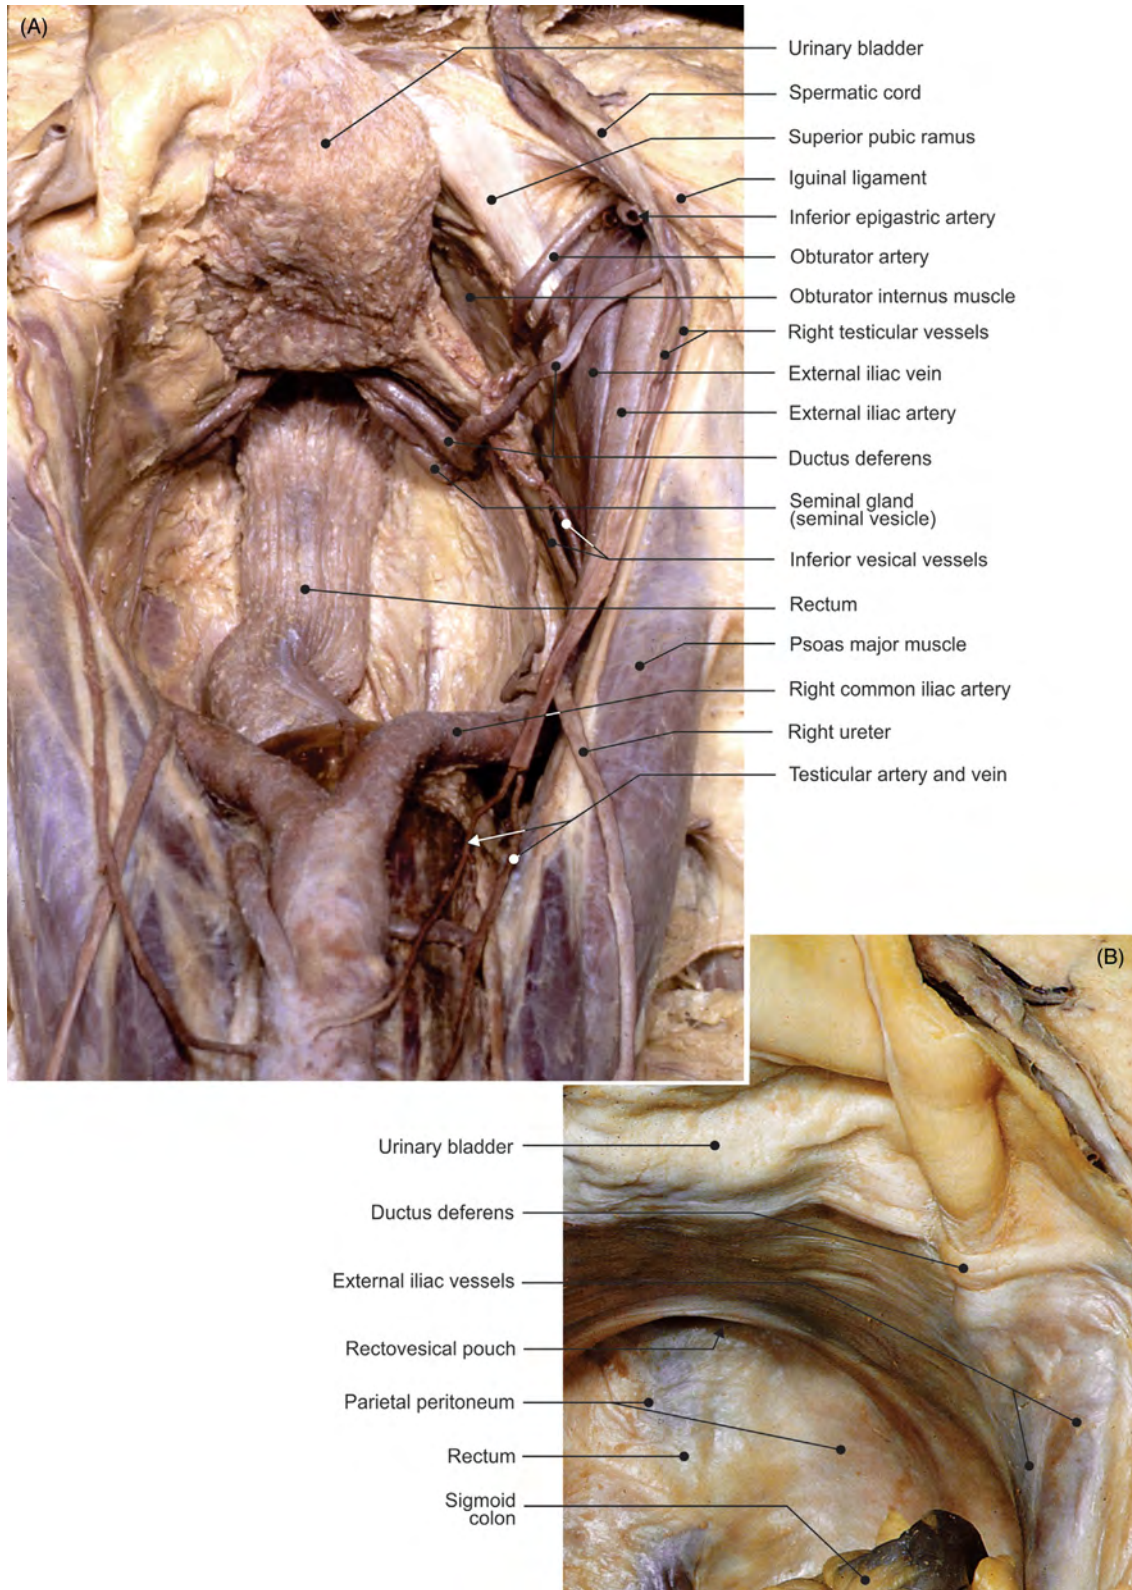 (A)
Urinary bladder
Spermatic cord
Superior pubic ramus
Iguinal ligament
Inferior epigastric artery
Obturator artery
Obturator internus muscle
Right testicular vessels
External iliac vein
External iliac artery
Ductus deferens
Seminal gland
(seminal vesicle)
Inferior vesical vessels
Rectum
Psoas major muscle
Right common iliac artery
Right ureter
Testicular artery and vein
(B)
Urinary bladder
Ductus deferens
External iliac vessels
Rectovesical pouch
Parietal peritoneum
Rectum
Sigmoid
colon